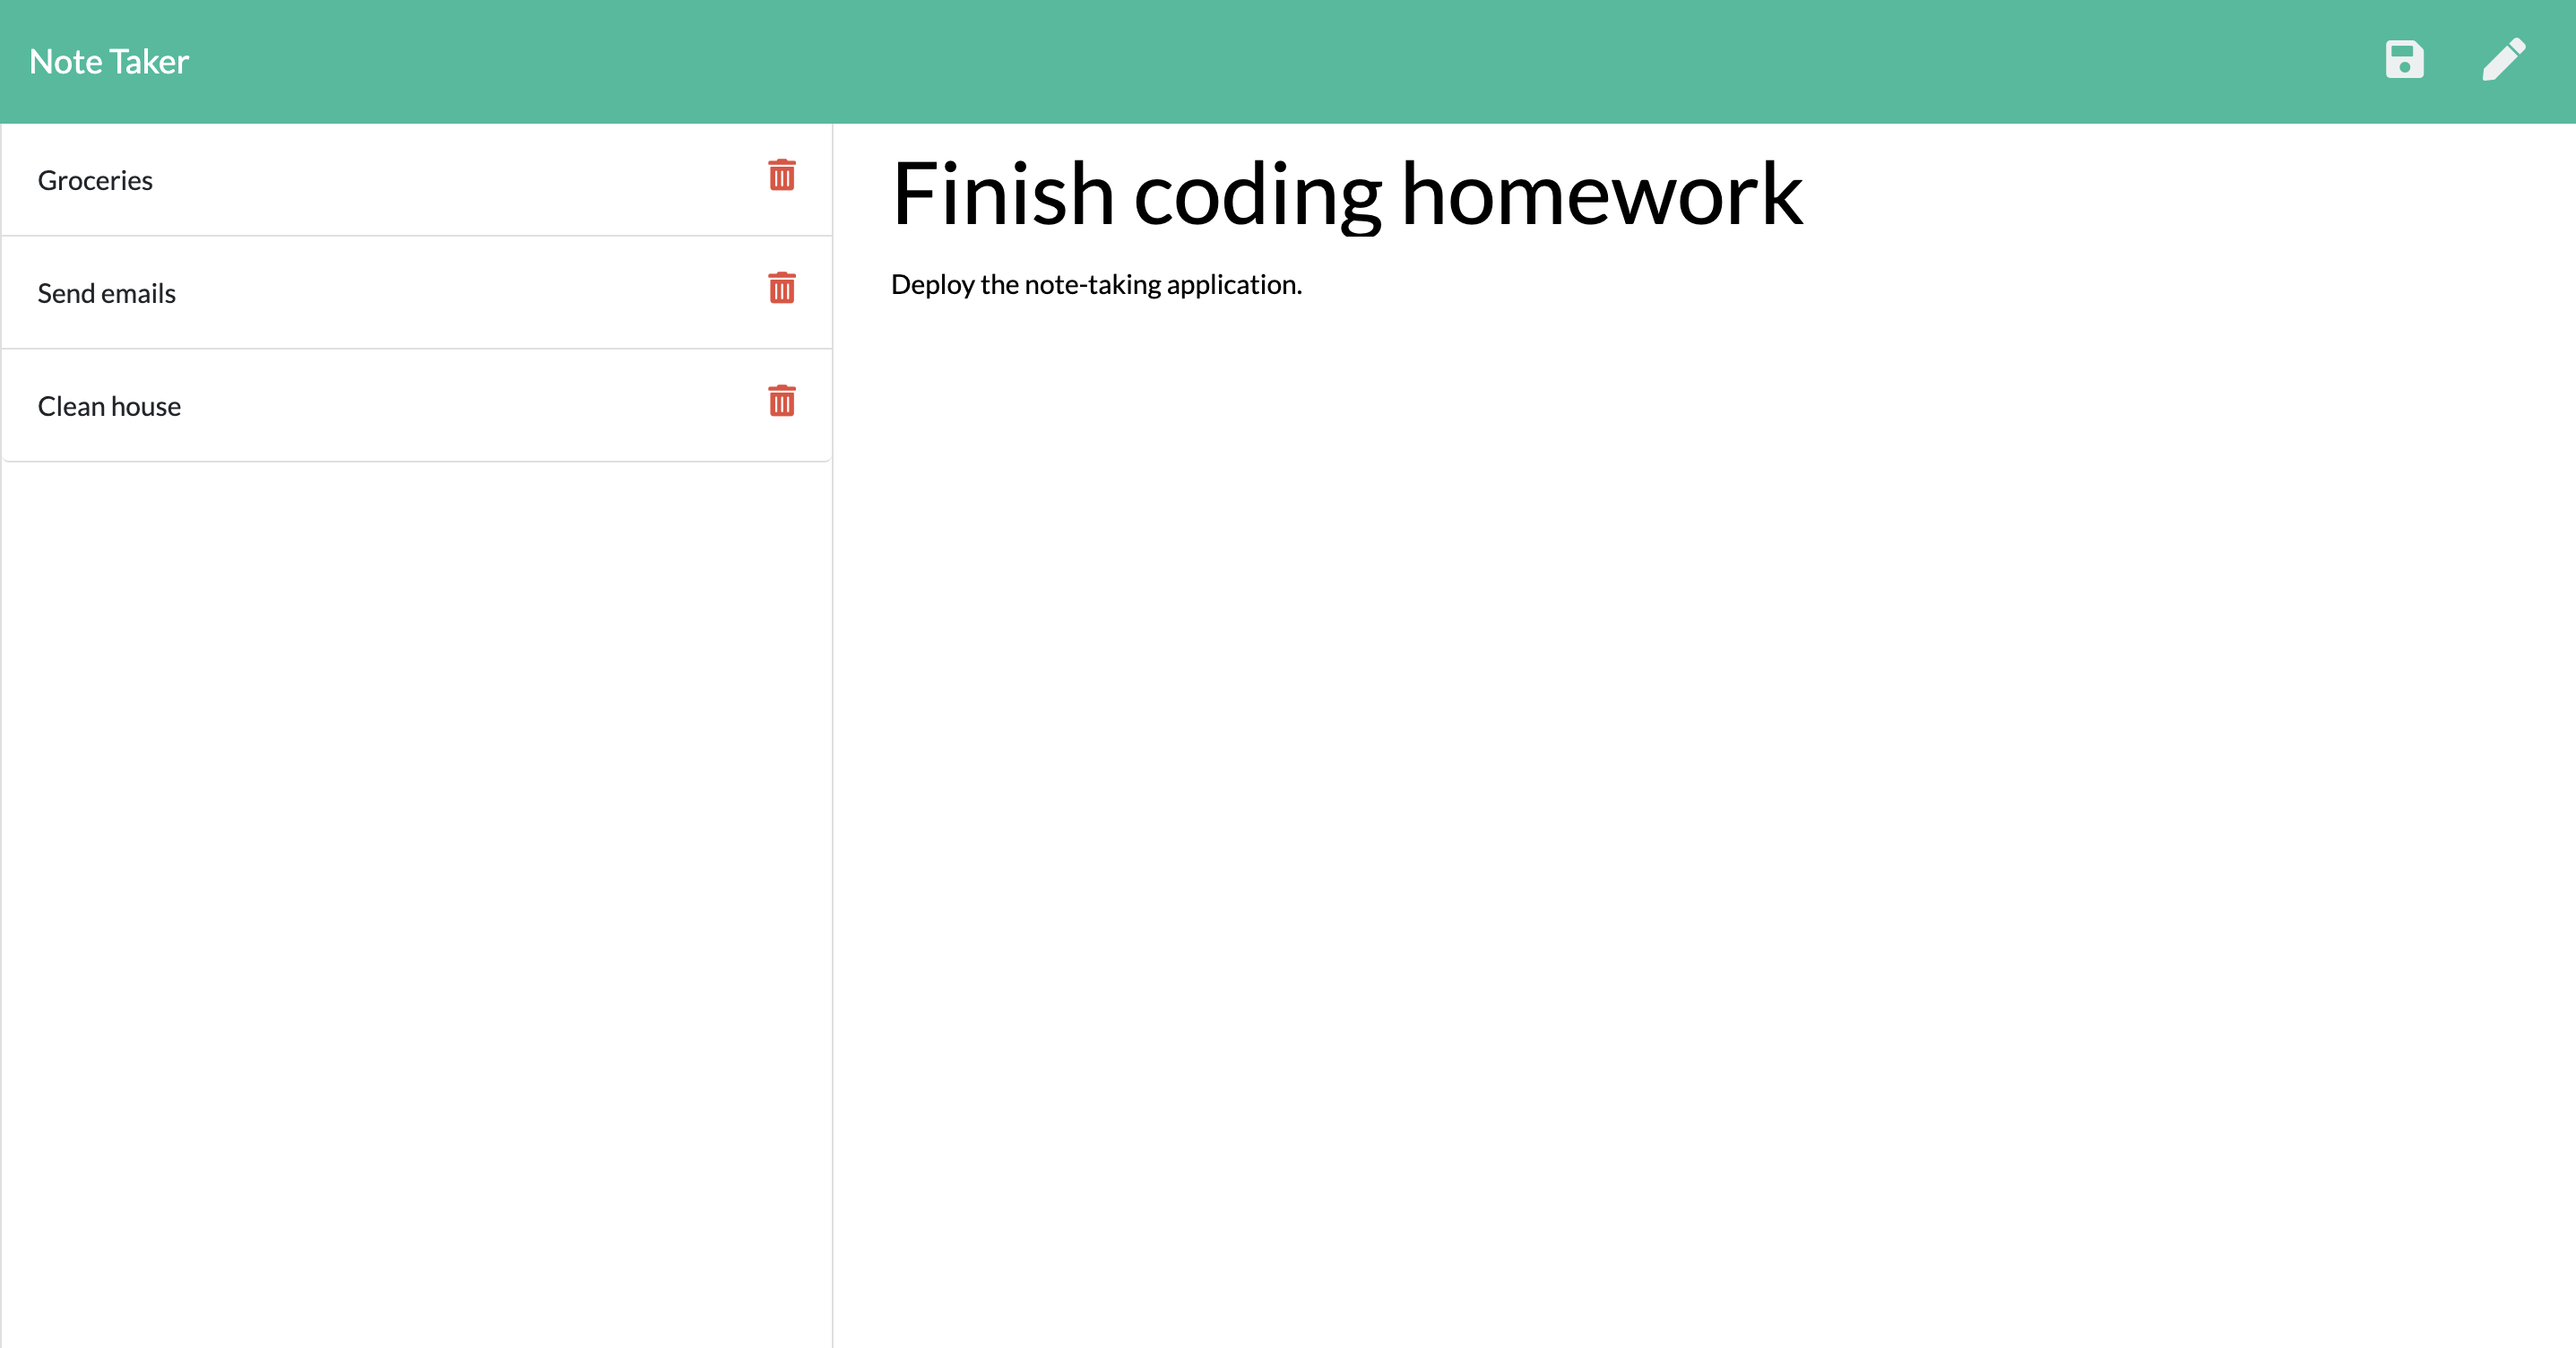 Note Taker
Groceries
Send emails
Clean house
Finish coding homework
Deploy the note-taking application.